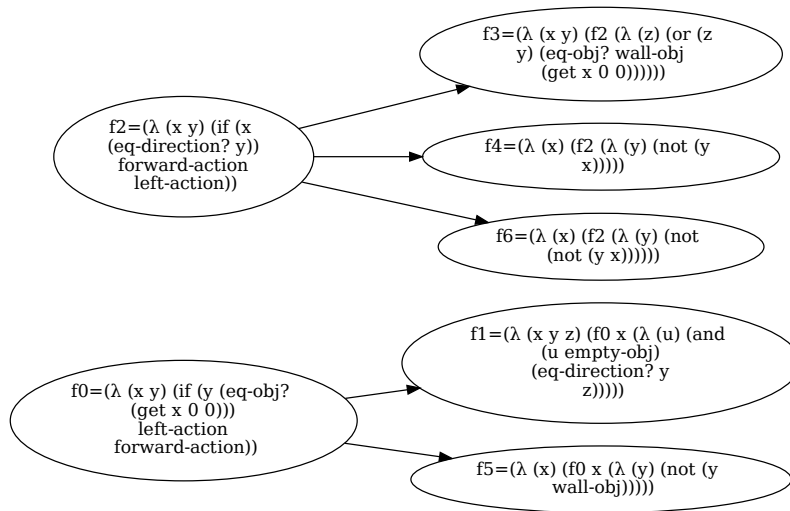 f3=(λ (x y) (f2 (λ (z) (or (z
y) (eq-obj? wall-obj
(get x 0 0))))))
f2=(λ (x y) (if (x
(eq-direction? y))
forward-action
left-action))
f4=(λ (x) (f2 (λ (y) (not (y
x)))))
f6=(λ (x) (f2 (λ (y) (not
(not (y x))))))
f1=(λ (x y z) (f0 x (λ (u) (and
(u empty-obj)
(eq-direction? y
z)))))
f0=(λ (x y) (if (y (eq-obj?
(get x 0 0)))
left-action
forward-action))
f5=(λ (x) (f0 x (λ (y) (not (y
wall-obj)))))